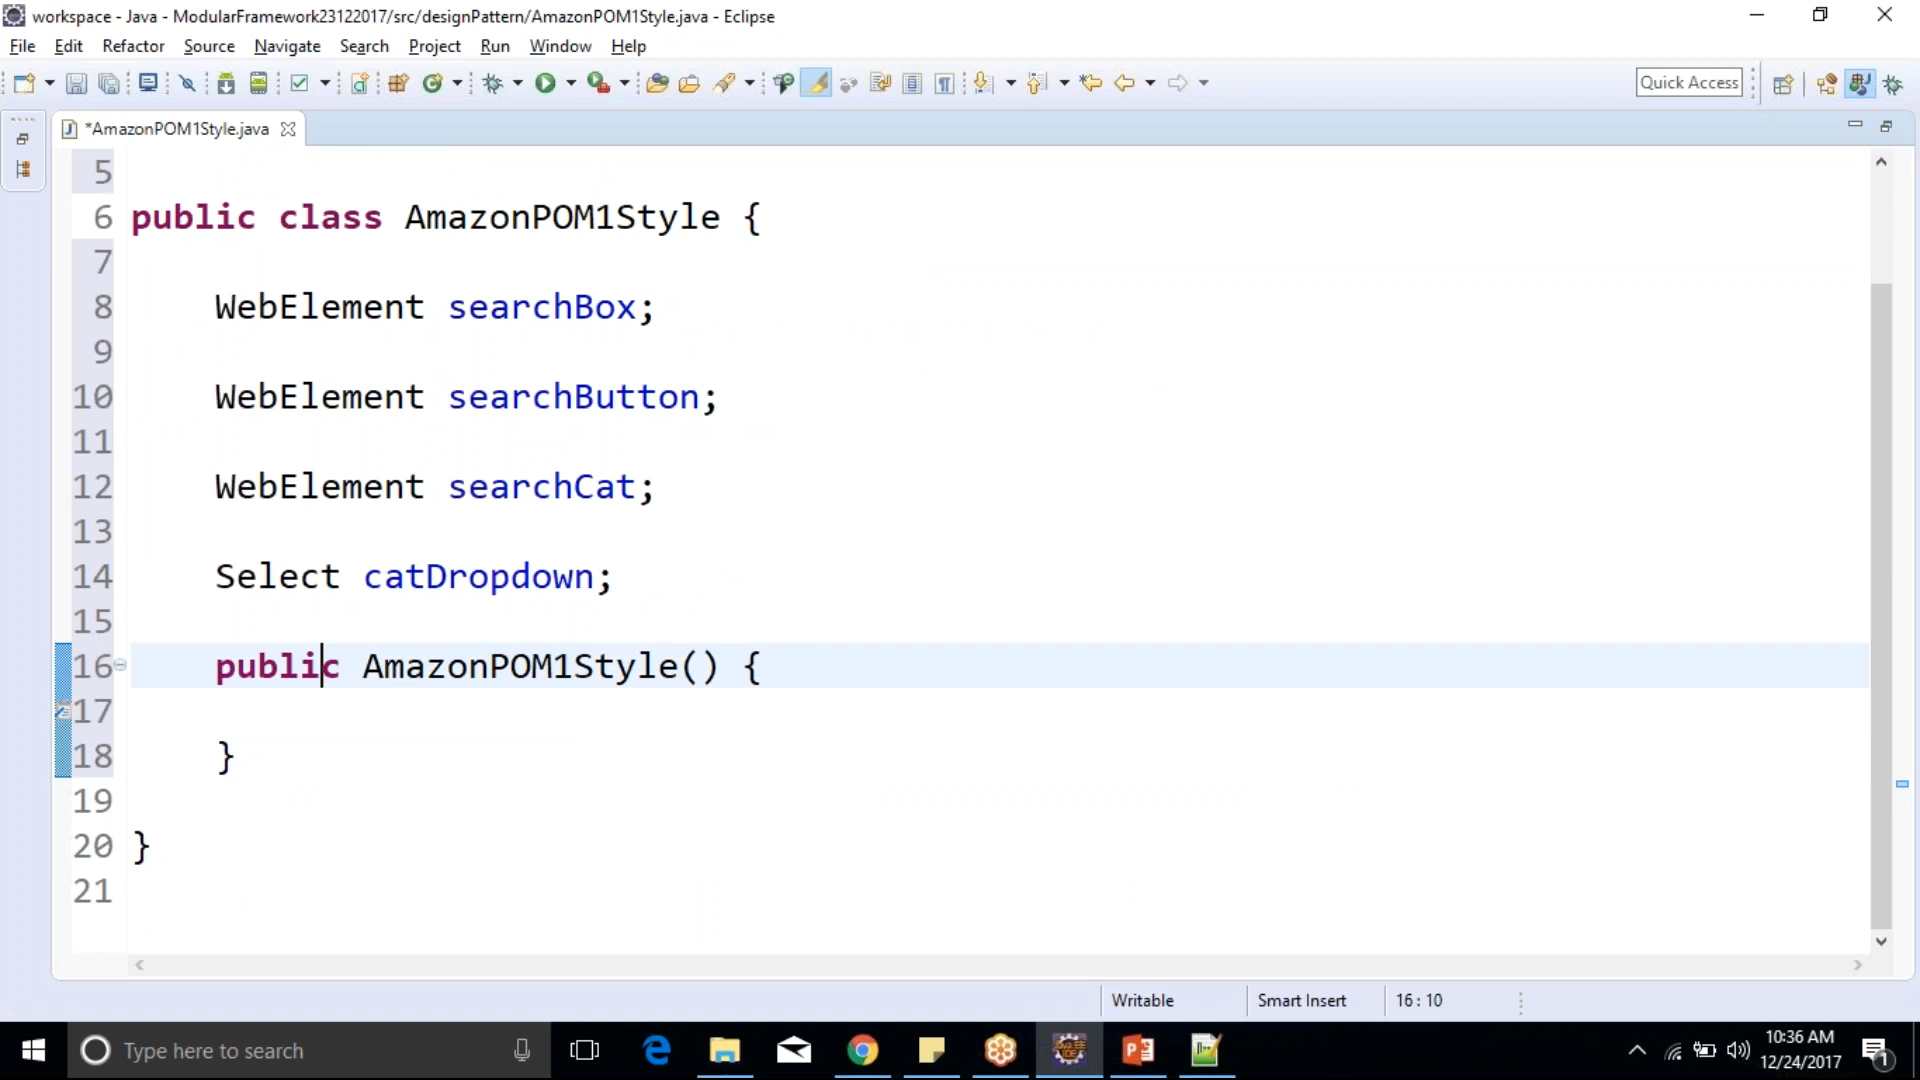 workspace - Java - ModularFramework23122017/src/designPattern/AmazonPOM1Style.java - Eclipse
File Edit Refactor Source Navigate Search Project Run Window Help
Quick Access
*AmazonPOM1Style.java
5
6 public class AmazonPOM1Style {
7
8 WebElement searchBox;
9
10 WebElement searchButton;
11
12 WebElement searchCat;
13
14 Select catDropdown;
15
16 public AmazonPOM1Style() {
17
18 }
19
20 }
21
Writable Smart Insert 16 : 10
Type here to search
10:36 AM
12/24/2017
1